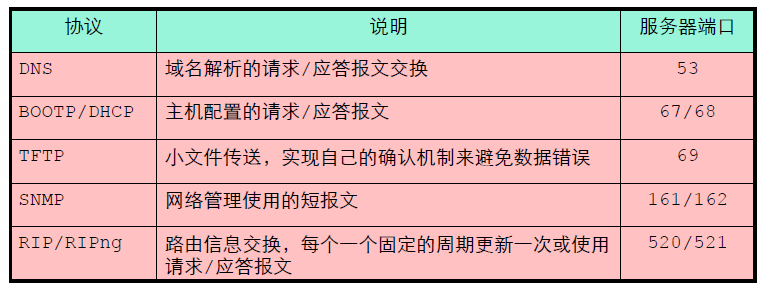 协议 说明 服务器端口
DNS 域名解析的请求/应答报文交换 53
BOOTP/DHCP 主机配置的请求/应答报文 67/68
TFTP 小文件传送，实现自己的确认机制来避免数据错误 69
SNMP 网络管理使用的短报文 161/162
RIP/RIPng 路由信息交换，每个一个固定的周期更新一次或使用 520/521
请求/应答报文